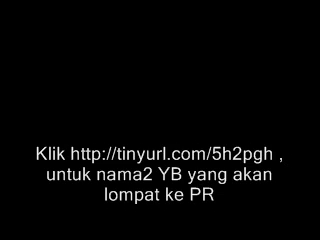 Klik http://tinyurl.com/5h2pgh ,
untuk nama2 YB yang akan
lompat ke PR